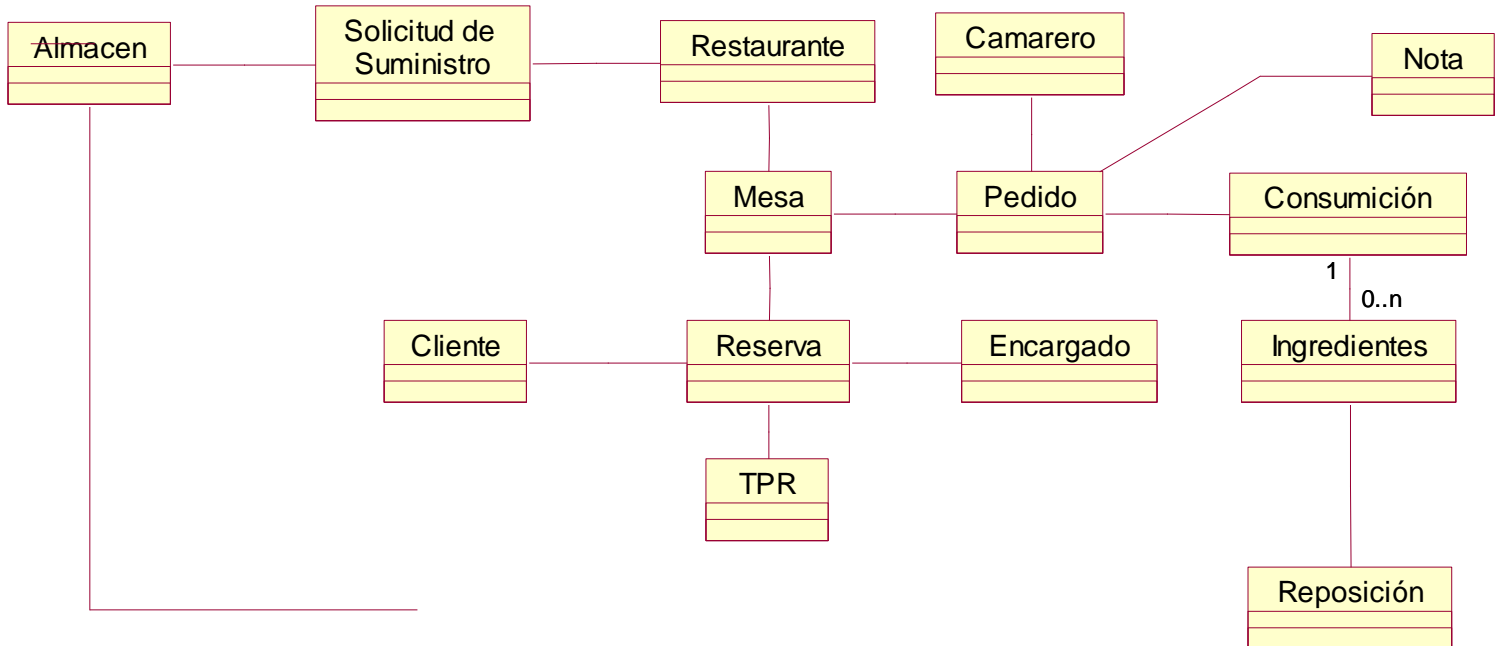 Almacen
Solicitud de
Suministro
Restaurante
Camarero
Nota
Mesa
Pedido
Consumición
1
0..n
Cliente
Reserva
Encargado
Ingredientes
TPR
Reposición